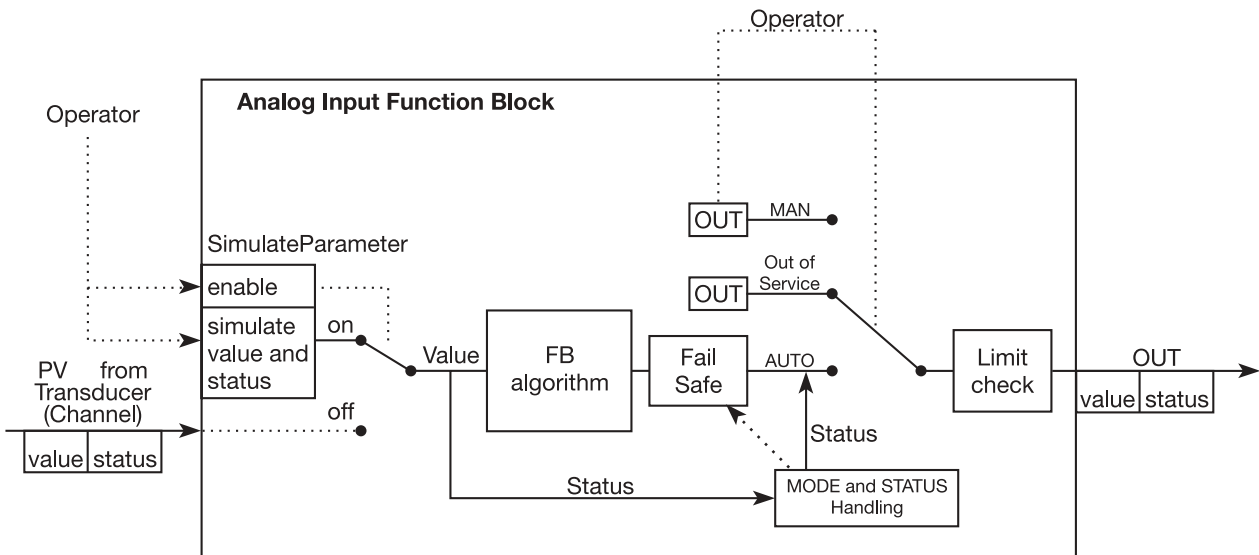 Operator
Analog Input Function Block
Operator
OUT
MAN
SimulateParameter
enable
Out of
Service
OUT
simulate
value and
status
on
Value
FB
algorithm
Fail
Safe
AUTO
Limit
check
OUT
value
status
PV from
Transducer
(Channel)
off
value
status
Status
Status
MODE and STATUS
Handling